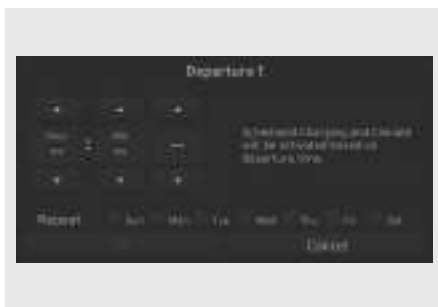 Departure 1
Scheduled charging and climate
will be activated based on
departure time.
Repeat Sun Mon Tue Wed Thu Fri Sat
Cancel